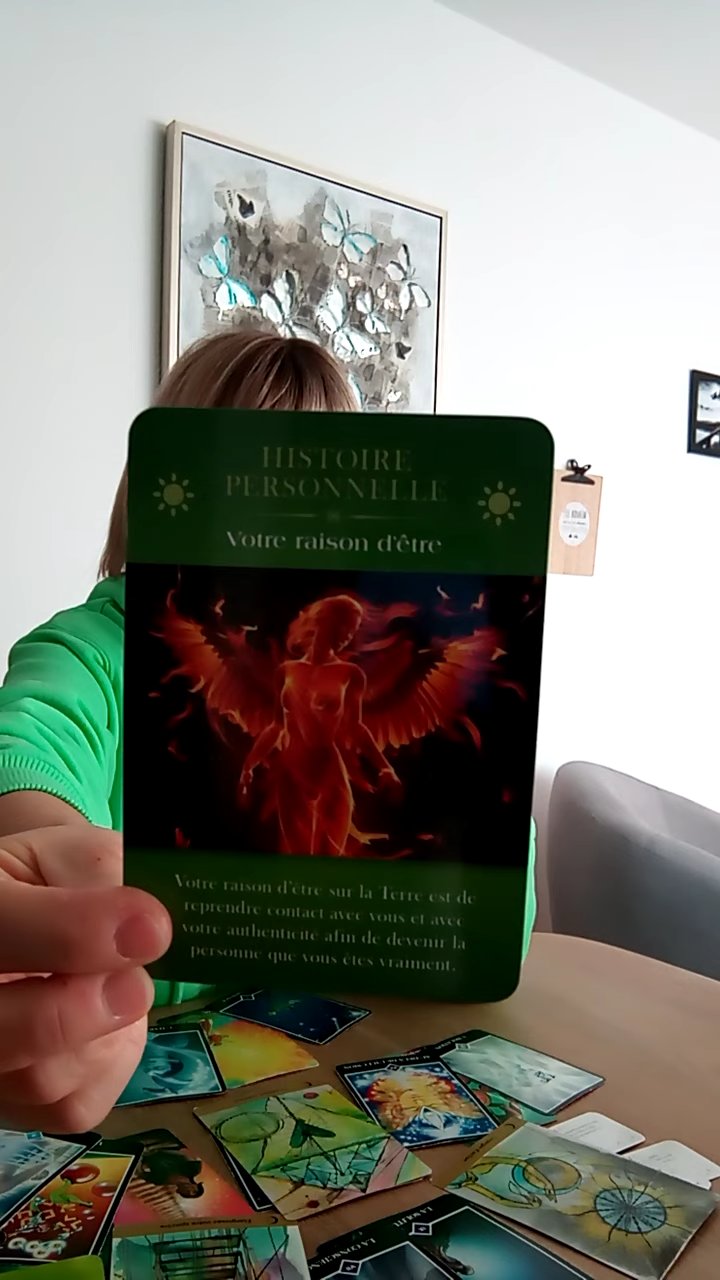 HISTOIRE
PERSONNELLE
Votre raison d'être
Votre raison d'être sur la Terre est de
reprendre contact avec vous et avec
votre authenticité afin de devenir la
personne que vous êtes vraiment.